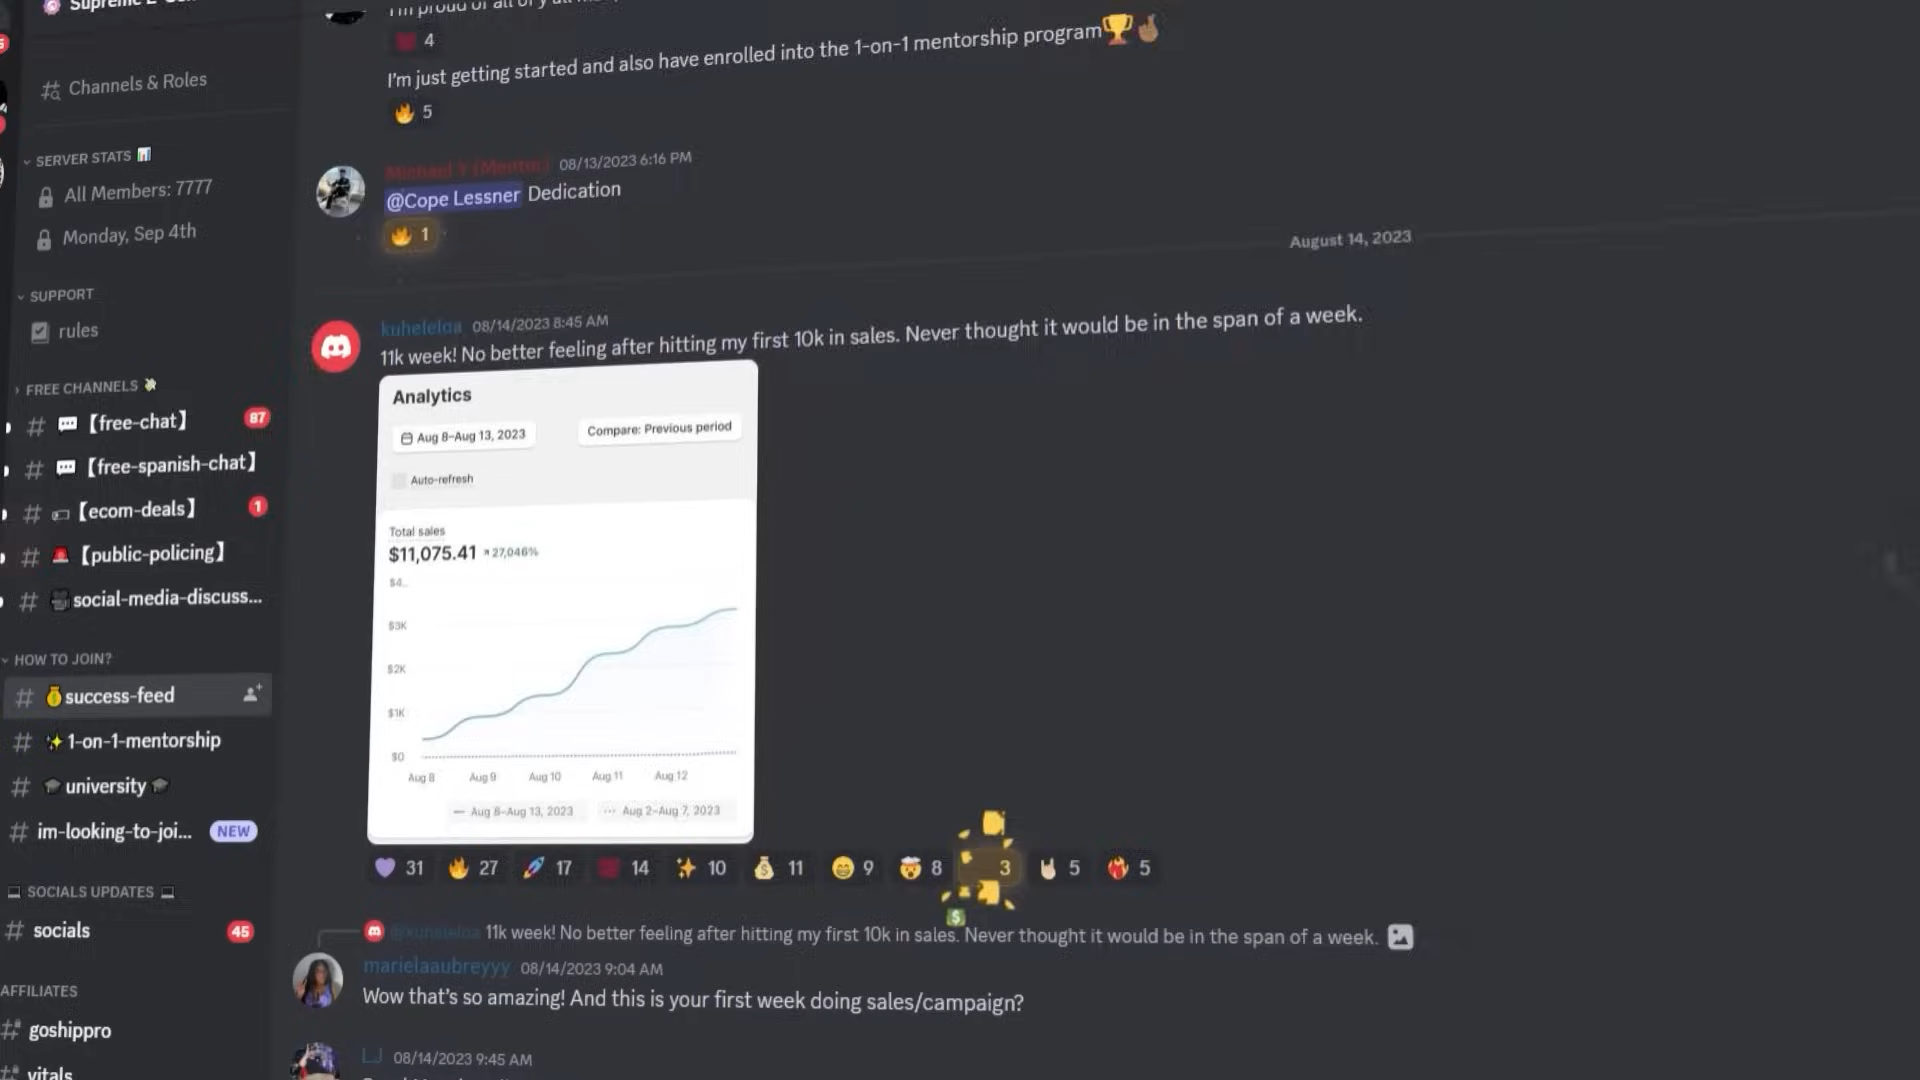 Supreme E-
Channels & Roles
SERVER STATS
All Members: 7777
Monday, Sep 4th
SUPPORT
rules
FREE CHANNELS
【free-chat】
87
【free-spanish-chat】
【ecom-deals】
1
【public-policing】
social-media-discuss...
HOW TO JOIN?
success-feed
1-on-1-mentorship
university
im-looking-to-joi...
NEW
SOCIALS UPDATES
socials
45
AFFILIATES
goshippro
vitals
I'm proud of all of y'all
4
I'm just getting started and also have enrolled into the 1-on-1 mentorship program
5
Michael Y (Mentor) 08/13/2023 6:16 PM
@Cope Lessner Dedication
1
August 14, 2023
kuheleloa 08/14/2023 8:45 AM
11k week! No better feeling after hitting my first 10k in sales. Never thought it would be in the span of a week.
Analytics
Aug 8–Aug 13, 2023
Compare: Previous period
Auto-refresh
Total sales
$11,075.41 27,046%
$4..
$3K
$2K
$1K
$0
Aug 8 Aug 9 Aug 10 Aug 11 Aug 12
Aug 8–Aug 13, 2023 Aug 2–Aug 7, 2023
31 27 17 14 10 11 9 8 3 5 5
@kuheleloa 11k week! No better feeling after hitting my first 10k in sales. Never thought it would be in the span of a week.
marielaaubreyyy 08/14/2023 9:04 AM
Wow that's so amazing! And this is your first week doing sales/campaign?
LJ 08/14/2023 9:45 AM